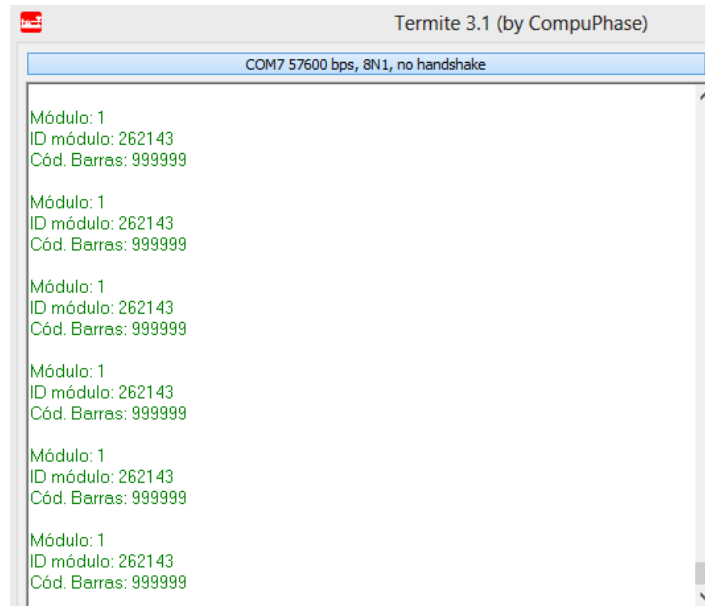 Termite 3.1 (by CompuPhase)
COM7 57600 bps, 8N1, no handshake
Módulo: 1
ID módulo: 262143
Cód. Barras: 999999
Módulo: 1
ID módulo: 262143
Cód. Barras: 999999
Módulo: 1
ID módulo: 262143
Cód. Barras: 999999
Módulo: 1
ID módulo: 262143
Cód. Barras: 999999
Módulo: 1
ID módulo: 262143
Cód. Barras: 999999
Módulo: 1
ID módulo: 262143
Cód. Barras: 999999